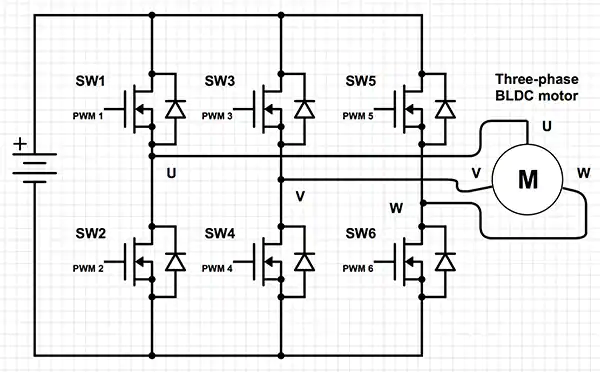 Three-phase
BLDC motor
SW1
SW3
SW5
PWM 1
PWM 3
PWM 5
U
U
V
W
M
V
W
SW2
SW4
SW6
PWM 2
PWM 4
PWM 6
+